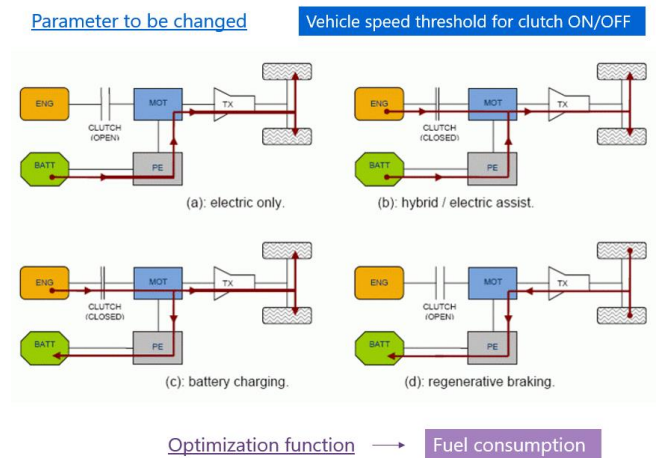 Parameter to be changed
Vehicle speed threshold for clutch ON/OFF
ENG
MOT
TX
CLUTCH
(OPEN)
BATT
PE
(a): electric only.
ENG
MOT
TX
CLUTCH
(CLOSED)
BATT
PE
(b): hybrid / electric assist.
ENG
MOT
TX
CLUTCH
(CLOSED)
BATT
PE
(c): battery charging.
ENG
MOT
TX
CLUTCH
(OPEN)
BATT
PE
(d): regenerative braking.
Optimization function
Fuel consumption